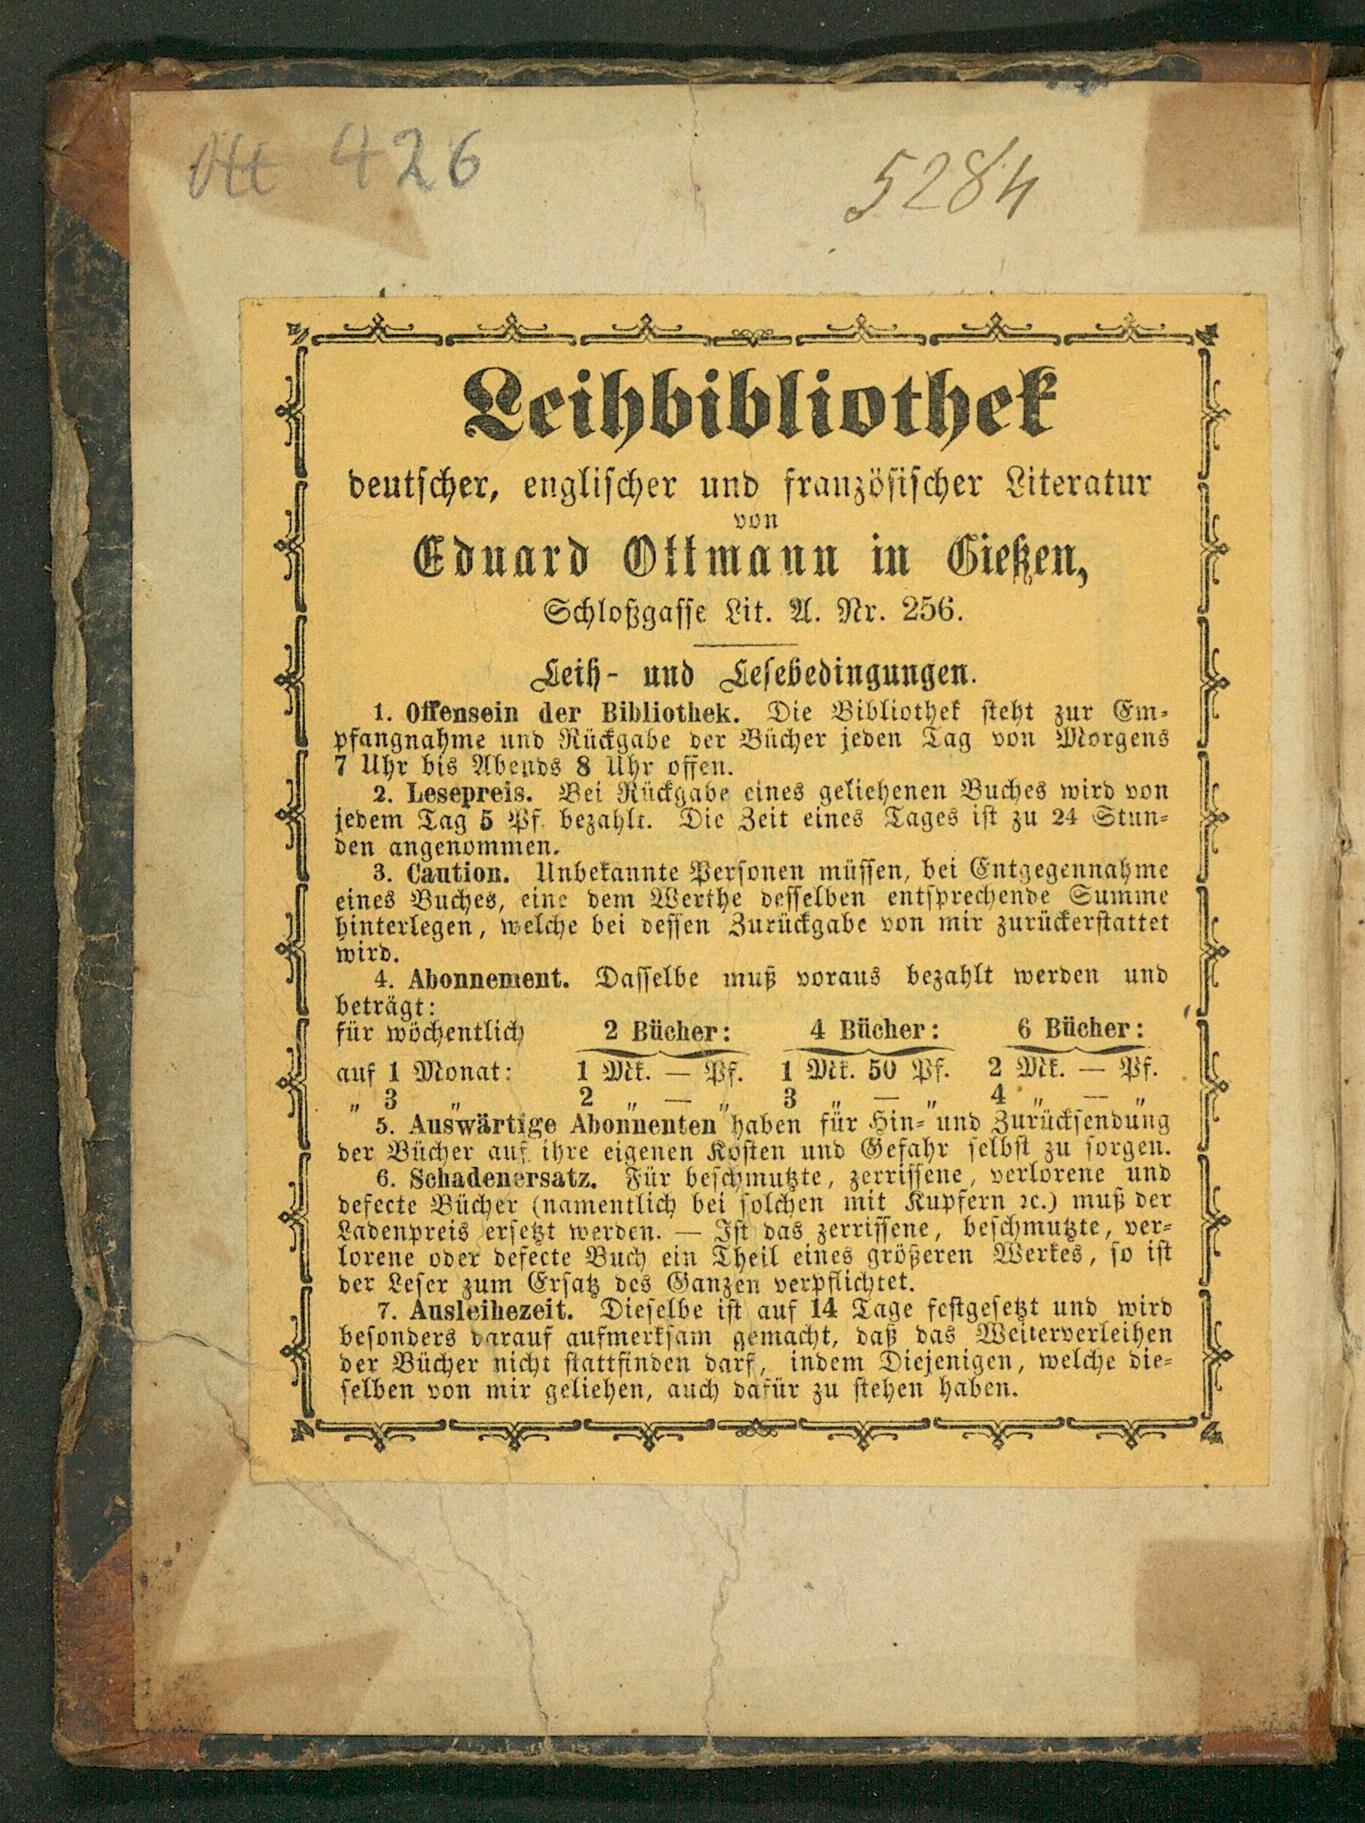 Ott 426
5284
Leihbibliothek
deutscher, englischer und französischer Literatur
von
Eduard Ottmann in Gießen,
Schloßgasse Lit. A. Nr. 256.
Leih- und Lesebedingungen.
1. Offensein der Bibliothek. Die Bibliothek steht zur Em-
pfangnahme und Rückgabe der Bücher jeden Tag von Morgens
7 Uhr bis Abends 8 Uhr offen.
2. Lesepreis. Bei Rückgabe eines geliehenen Buches wird von
jedem Tag 5 Pf. bezahlt. Die Zeit eines Tages ist zu 24 Stun-
den angenommen.
3. Caution. Unbekannte Personen müssen, bei Entgegennahme
eines Buches, eine dem Werthe desselben entsprechende Summe
hinterlegen, welche bei dessen Zurückgabe von mir zurückerstattet
wird.
4. Abonnement. Dasselbe muß voraus bezahlt werden und
beträgt:
für wöchentlich 2 Bücher: 4 Bücher: 6 Bücher:
auf 1 Monat: 1 Mk. — Pf. 1 Mk. 50 Pf. 2 Mk. — Pf.
„ 3 „ 2 „ — „ 3 „ — „ 4 „ — „
5. Auswärtige Abonnenten haben für Hin- und Zurücksendung
der Bücher auf ihre eigenen Kosten und Gefahr selbst zu sorgen.
6. Schadenersatz. Für beschmutzte, zerrissene, verlorene und
defecte Bücher (namentlich bei solchen mit Kupfern ꝛc.) muß der
Ladenpreis ersetzt werden. — Ist das zerrissene, beschmutzte, ver-
lorene oder defecte Buch ein Theil eines größeren Werkes, so ist
der Leser zum Ersatz des Ganzen verpflichtet.
7. Ausleihezeit. Dieselbe ist auf 14 Tage festgesetzt und wird
besonders darauf aufmerksam gemacht, daß das Weiterverleihen
der Bücher nicht stattfinden darf, indem Diejenigen, welche die-
selben von mir geliehen, auch dafür zu stehen haben.